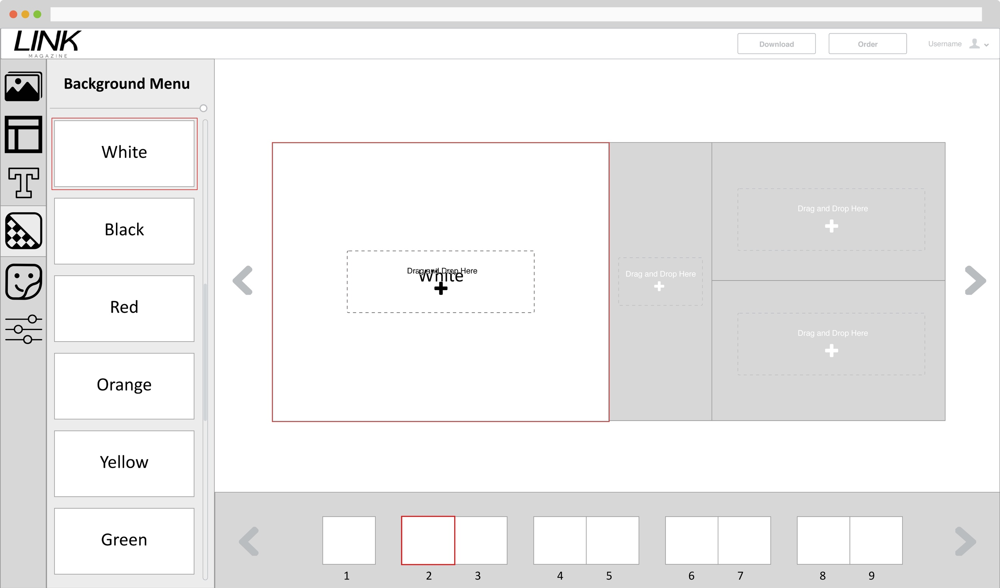 LINK
MAGAZINE
Download
Order
Username
Background Menu
White
Black
Red
Orange
Yellow
Green
Drag and Drop Here
White
Drag and Drop Here
Drag and Drop Here
Drag and Drop Here
1
2
3
4
5
6
7
8
9